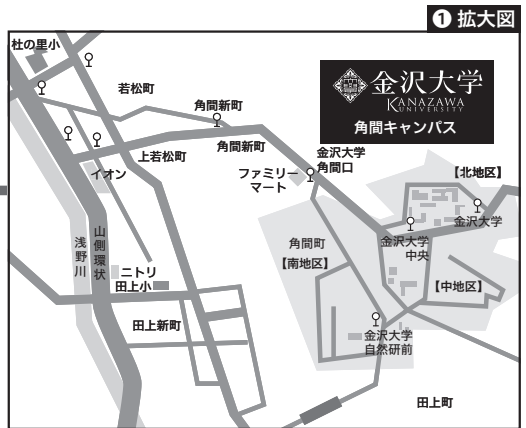 ❶ 拡大図
杜の里小
若松町
角間新町
金沢大学
KANAZAWA
UNIVERSITY
角間キャンパス
上若松町
角間新町
金沢大学
角間口
ファミリー
マート
【北地区】
イオン
金沢大学
金沢大学
中央
角間町
【南地区】
山側環状
浅野川
ニトリ
田上小
【中地区】
田上新町
金沢大学
自然研前
田上町